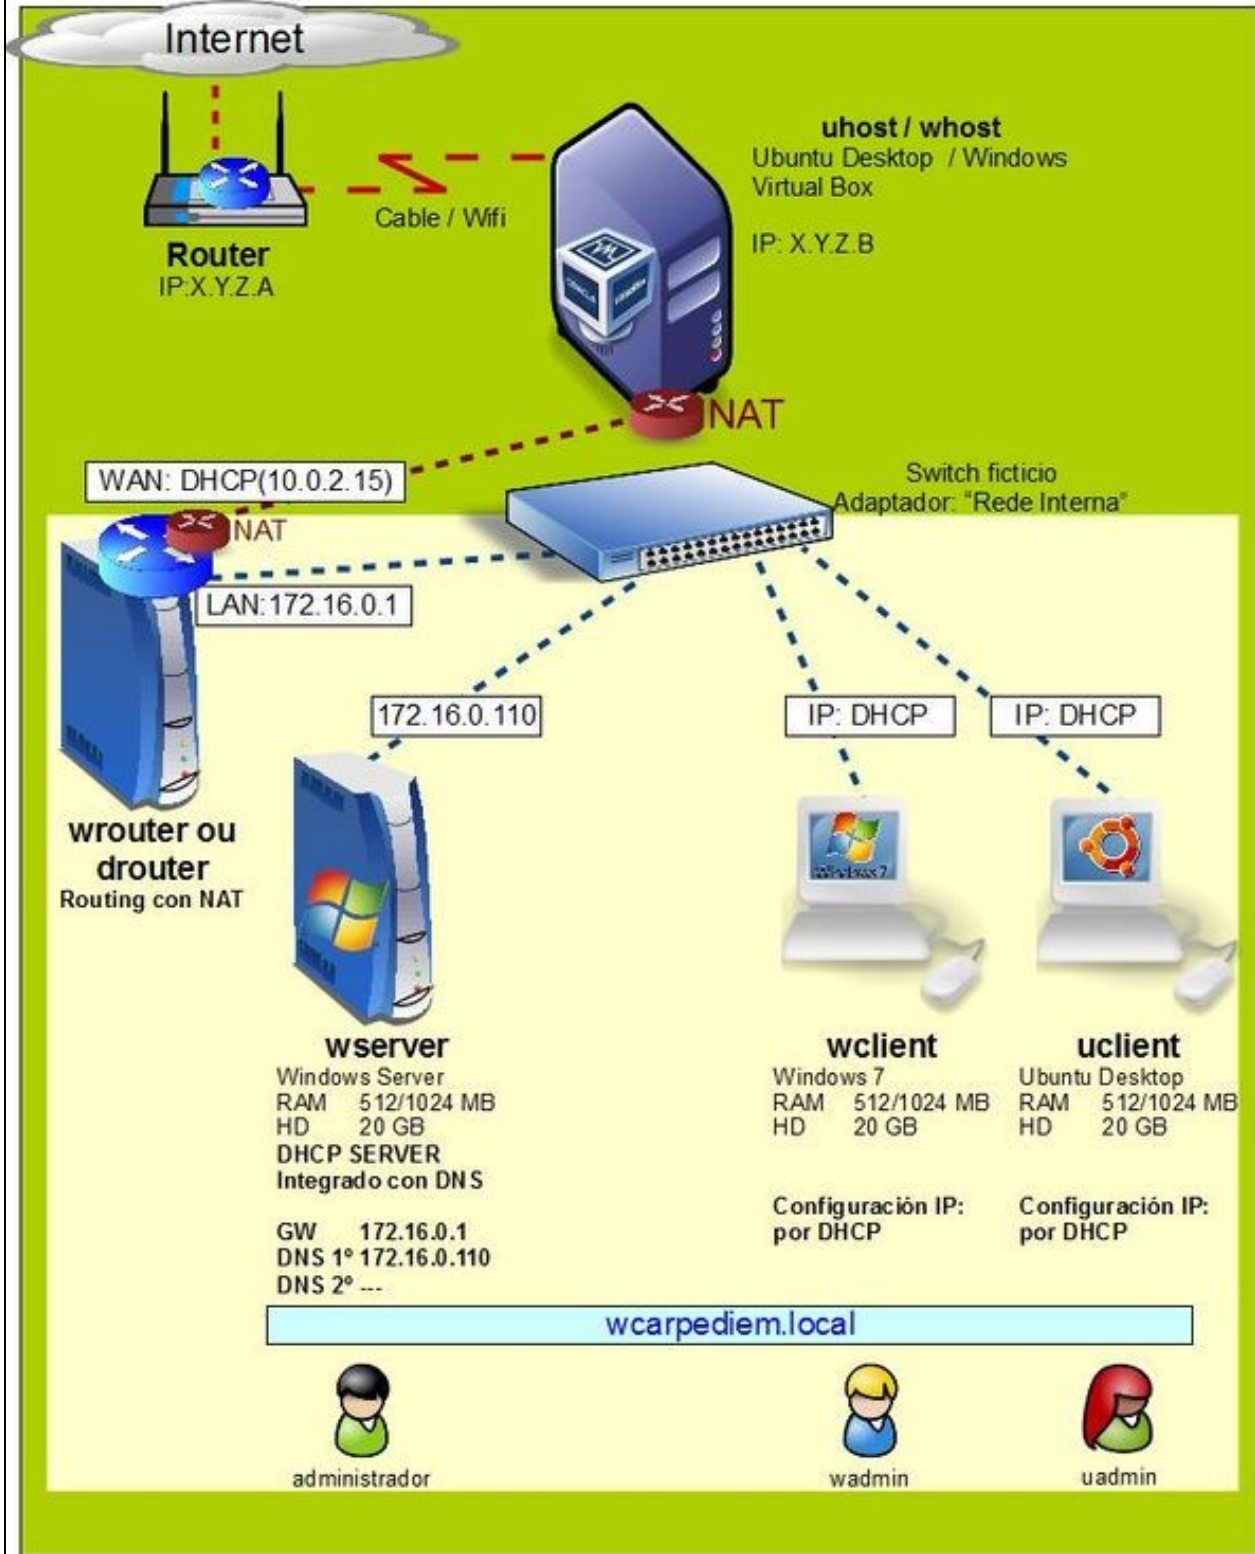 Internet
uhost / whost
Ubuntu Desktop / Windows
Virtual Box
IP: X.Y.Z.B
Cable / Wifi
Router
IP:X.Y.Z.A
NAT
WAN: DHCP(10.0.2.15)
Switch ficticio
Adaptador: "Rede Interna"
NAT
LAN:172.16.0.1
172.16.0.110
IP: DHCP
IP: DHCP
wrouter ou
drouter
Routing con NAT
Windows 7
wserver
Windows Server
RAM 512/1024 MB
HD 20 GB
DHCP SERVER
Integrado con DNS
GW 172.16.0.1
DNS 1º 172.16.0.110
DNS 2º ---
wclient
Windows 7
RAM 512/1024 MB
HD 20 GB
Configuración IP:
por DHCP
uclient
Ubuntu Desktop
RAM 512/1024 MB
HD 20 GB
Configuración IP:
por DHCP
wcarpediem.local
administrador
wadmin
uadmin